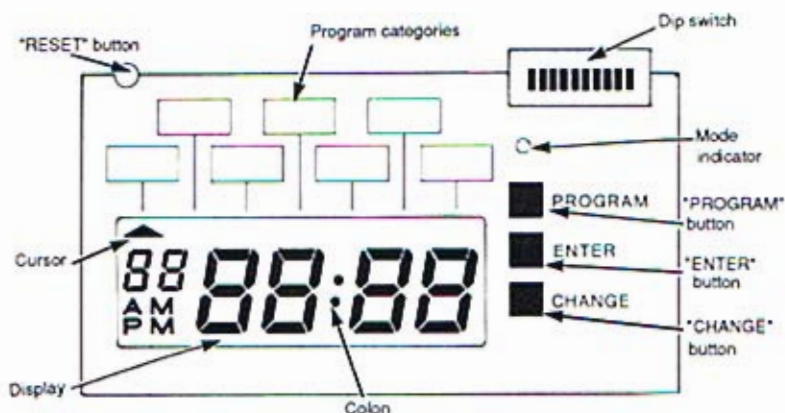 Program categories
Dip switch
"RESET" button
Mode
indicator
PROGRAM
"PROGRAM"
button
Cursor
ENTER
"ENTER"
button
88 88:88
AM
PM
CHANGE
"CHANGE"
button
Display
Colon